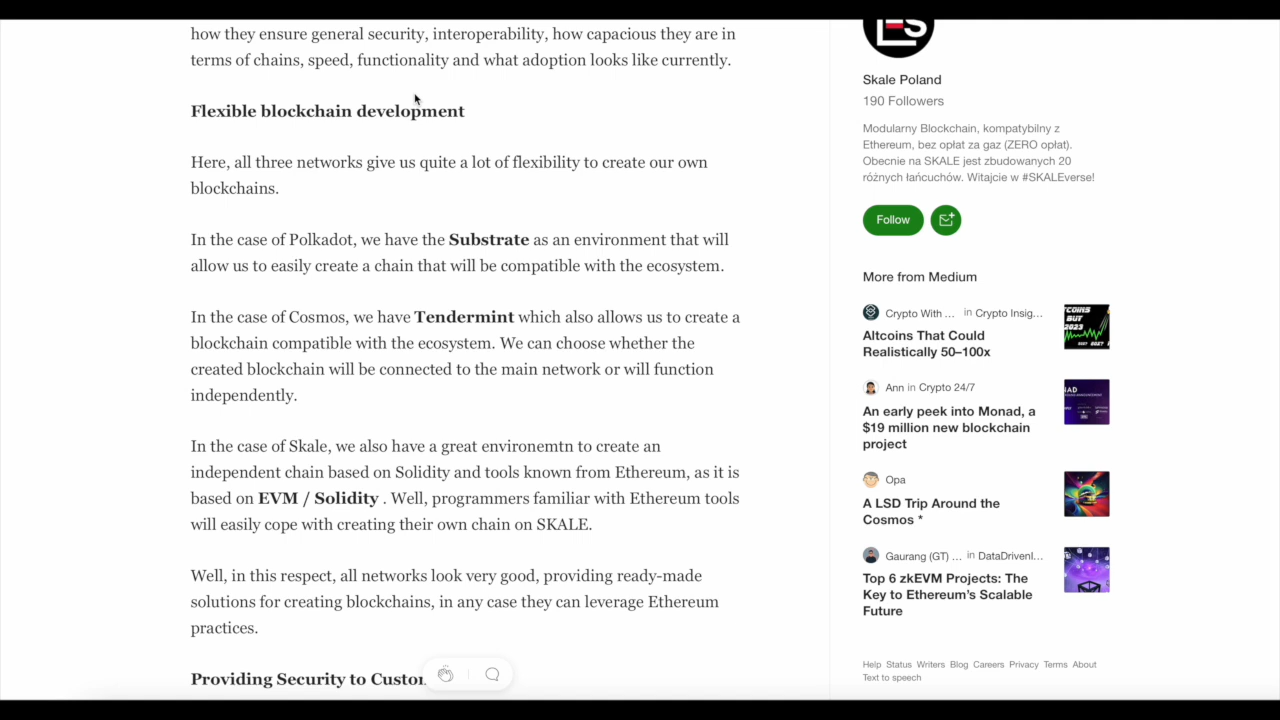 how they ensure general security, interoperability, how capacious they are in
terms of chains, speed, functionality and what adoption looks like currently.
Flexible blockchain development
Here, all three networks give us quite a lot of flexibility to create our own
blockchains.
In the case of Polkadot, we have the Substrate as an environment that will
allow us to easily create a chain that will be compatible with the ecosystem.
In the case of Cosmos, we have Tendermint which also allows us to create a
blockchain compatible with the ecosystem. We can choose whether the
created blockchain will be connected to the main network or will function
independently.
In the case of Skale, we also have a great environemtn to create an
independent chain based on Solidity and tools known from Ethereum, as it is
based on EVM / Solidity . Well, programmers familiar with Ethereum tools
will easily cope with creating their own chain on SKALE.
Well, in this respect, all networks look very good, providing ready-made
solutions for creating blockchains, in any case they can leverage Ethereum
practices.
Providing Security to
Skale Poland
190 Followers
Modularny Blockchain, kompatybilny z
Ethereum, bez opłat za gaz (ZERO opłat).
Obecnie na SKALE jest zbudowanych 20
różnych łańcuchów. Witajcie w #SKALEverse!
Follow
More from Medium
Crypto With ... in Crypto Insig...
Altcoins That Could
Realistically 50–100x
Ann in Crypto 24/7
An early peek into Monad, a
$19 million new blockchain
project
Opa
A LSD Trip Around the
Cosmos *
Gaurang (GT) ... in DataDrivenI...
Top 6 zkEVM Projects: The
Key to Ethereum's Scalable
Future
Help Status Writers Blog Careers Privacy Terms About
Text to speech